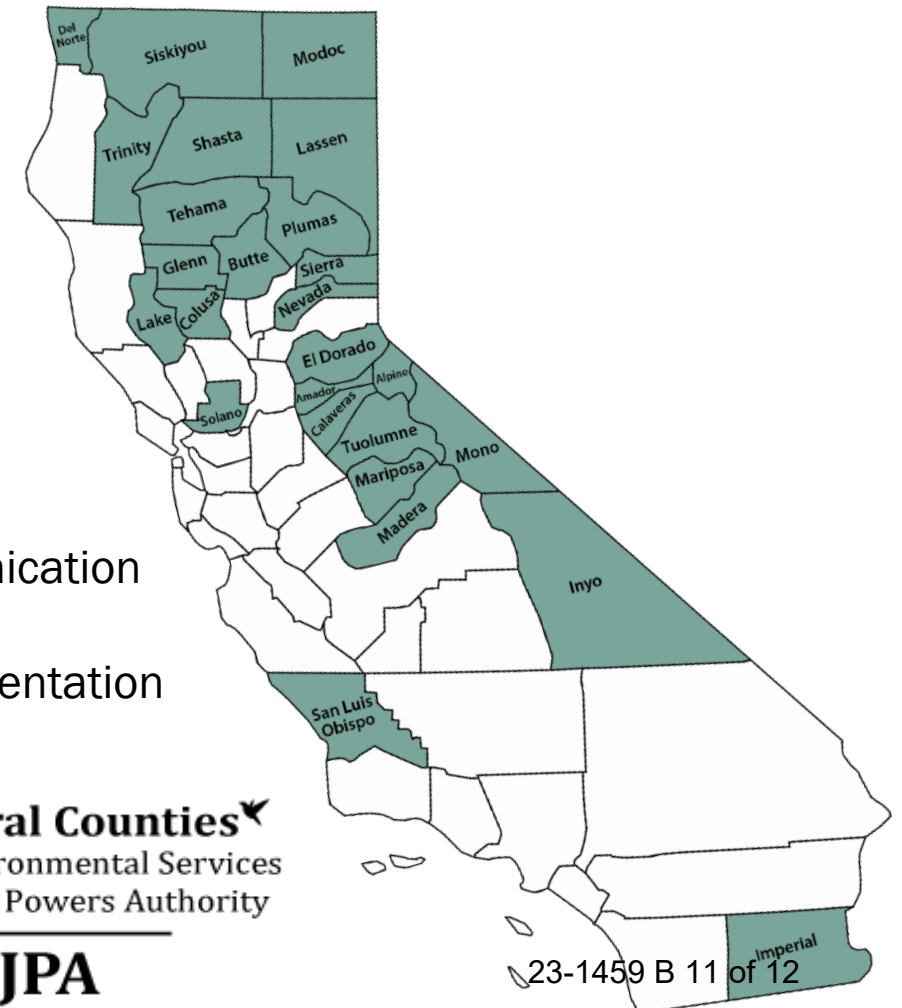 Del
Norte
Siskiyou
Modoc
Trinity
Shasta
Lassen
Tehama
Plumas
Glenn
Butte
Sierra
Nevada
Lake
Colusa
El Dorado
Alpine
Amador
Calaveras
Solano
Tuolumne
Mono
Mariposa
Madera
Inyo
nication
entation
San Luis
Obispo
ral Counties
ronmental Services
Powers Authority
JPA
Imperial
23-1459 B 11 of 12